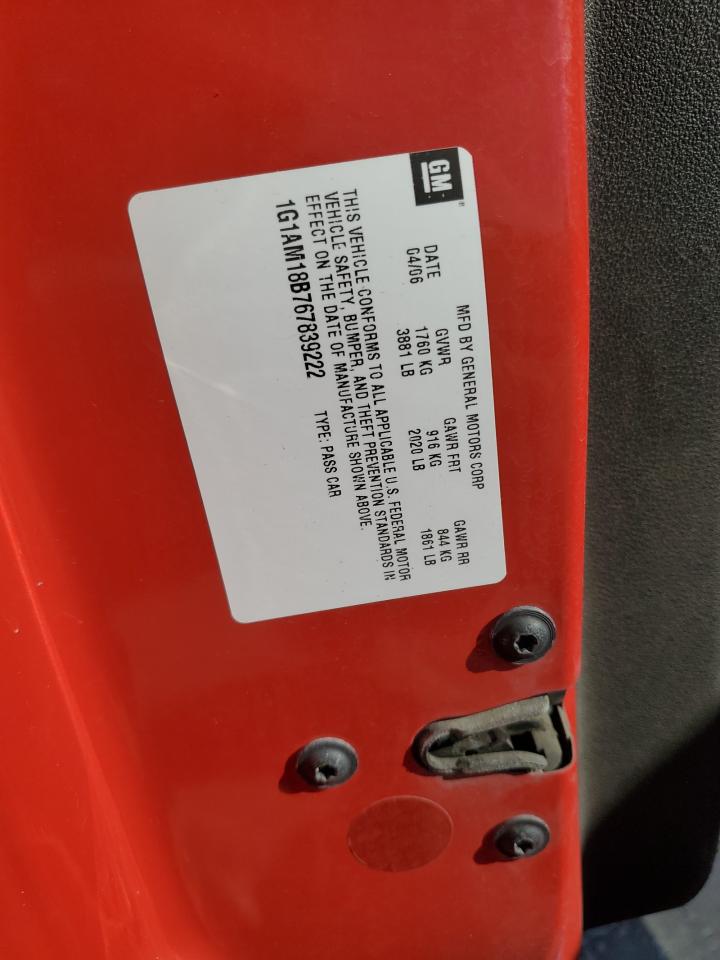 GM
MFD BY GENERAL MOTORS CORP
DATE GVWR GAWR FRT GAWR RR
04/06 1760 KG 916 KG 844 KG
3881 LB 2020 LB 1861 LB
THIS VEHICLE CONFORMS TO ALL APPLICABLE U.S. FEDERAL MOTOR
VEHICLE SAFETY, BUMPER, AND THEFT PREVENTION STANDARDS IN
EFFECT ON THE DATE OF MANUFACTURE SHOWN ABOVE.
1G1AM18B767839222 TYPE: PASS CAR